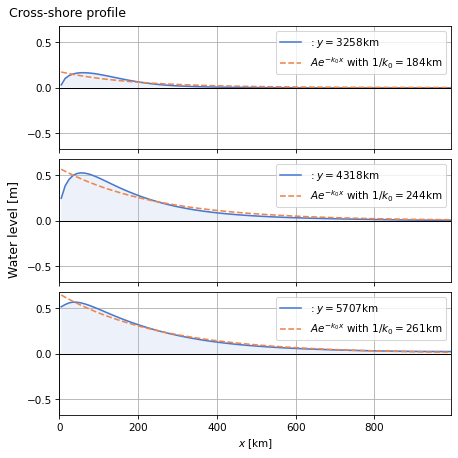 Cross-shore profile
0.5
0.0
−0.5
: y = 3258km
Ae^{−k₀x} with 1/k₀ = 184km
Water level [m]
0.5
0.0
−0.5
: y = 4318km
Ae^{−k₀x} with 1/k₀ = 244km
0.5
0.0
−0.5
: y = 5707km
Ae^{−k₀x} with 1/k₀ = 261km
0 200 400 600 800
x [km]